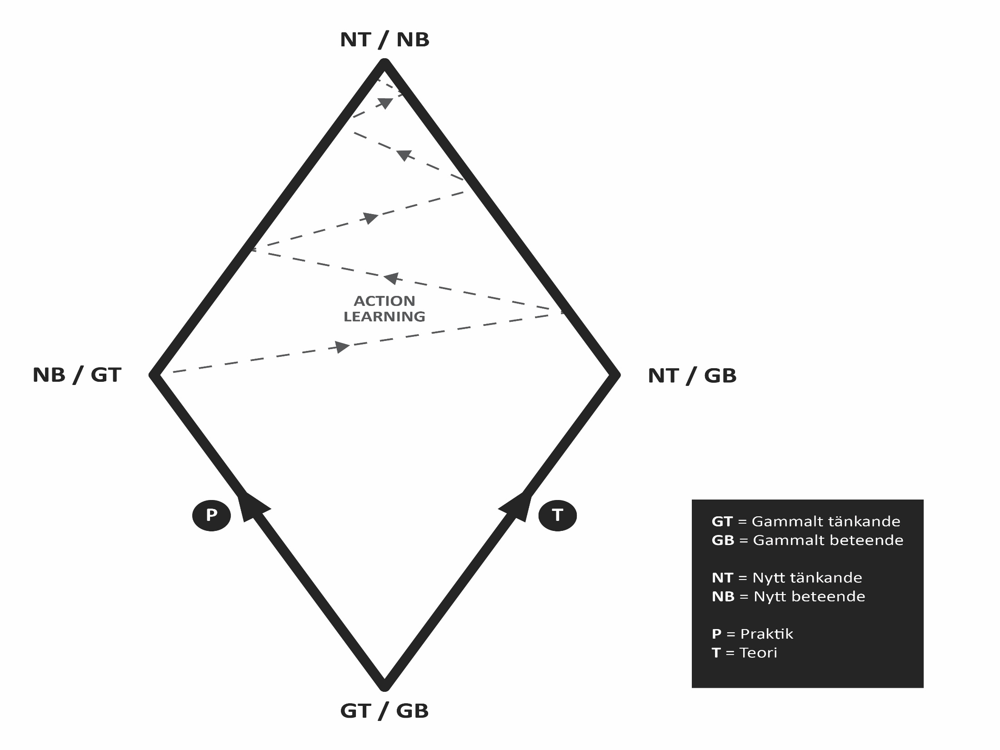 NT / NB
ACTION
LEARNING
NB / GT
NT / GB
P
T
GT / GB
GT = Gammalt tänkande
GB = Gammalt beteende
NT = Nytt tänkande
NB = Nytt beteende
P = Praktik
T = Teori